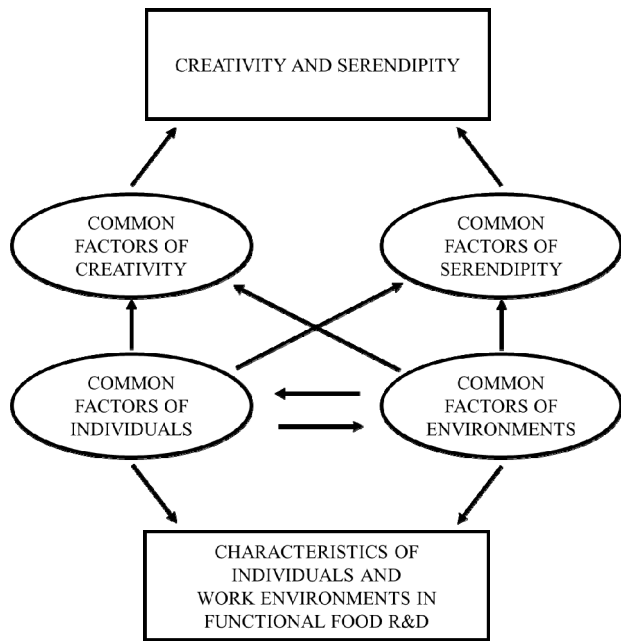 CREATIVITY AND SERENDIPITY
COMMON
FACTORS OF
CREATIVITY
COMMON
FACTORS OF
SERENDIPITY
COMMON
FACTORS OF
INDIVIDUALS
COMMON
FACTORS OF
ENVIRONMENTS
CHARACTERISTICS OF
INDIVIDUALS AND
WORK ENVIRONMENTS IN
FUNCTIONAL FOOD R&D